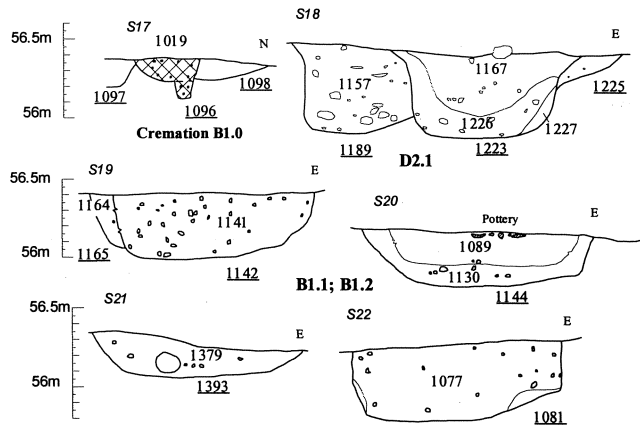 S17
56.5m
1019
N
56m
1097
1096
1098
Cremation B1.0
S18
E
1157
1167
1225
1226
1227
1189
1223
D2.1
S19
E
56.5m
1164
1141
56m
1165
1142
S20
Pottery
E
1089
1130
1144
B1.1; B1.2
S21
56.5m
E
1379
56m
1393
S22
E
1077
1081